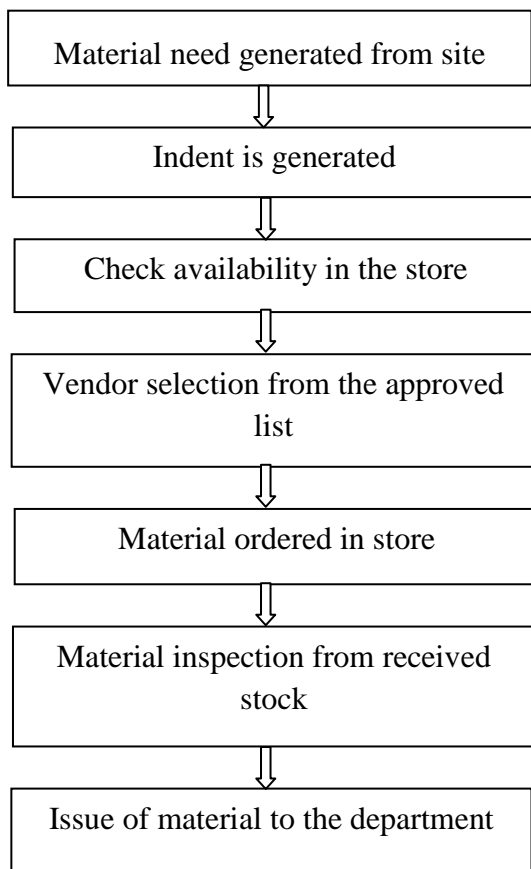 Material need generated from site
Indent is generated
Check availability in the store
Vendor selection from the approved
list
Material ordered in store
Material inspection from received
stock
Issue of material to the department